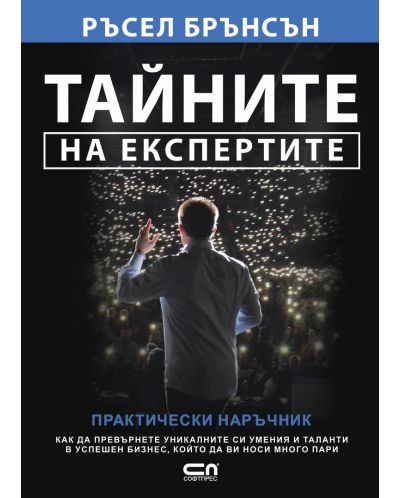 РЪСЕЛ БРЪНСЪН
ТАЙНИТЕ
НА ЕКСПЕРТИТЕ
ПРАКТИЧЕСКИ НАРЪЧНИК
КАК ДА ПРЕВЪРНЕТЕ УНИКАЛНИТЕ СИ УМЕНИЯ И ТАЛАНТИ
В УСПЕШЕН БИЗНЕС, КОЙТО ДА ВИ НОСИ МНОГО ПАРИ
СОФТПРЕС